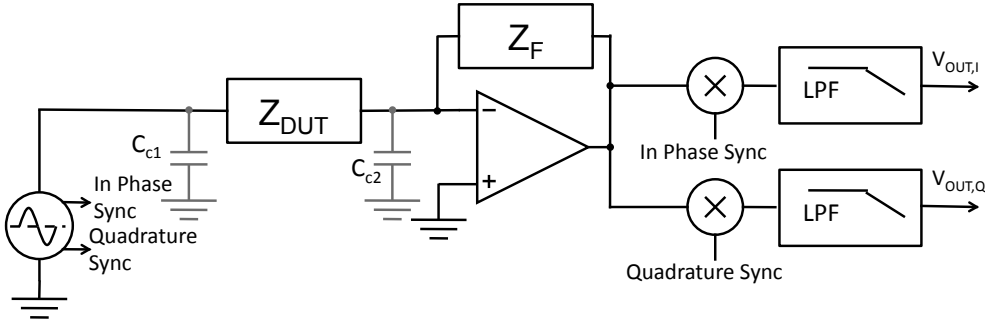 Z_F
V_OUT,I
LPF
Z_DUT
C_c1
C_c2
−
+
In Phase Sync
In Phase
Sync
Quadrature
Sync
V_OUT,Q
LPF
Quadrature Sync